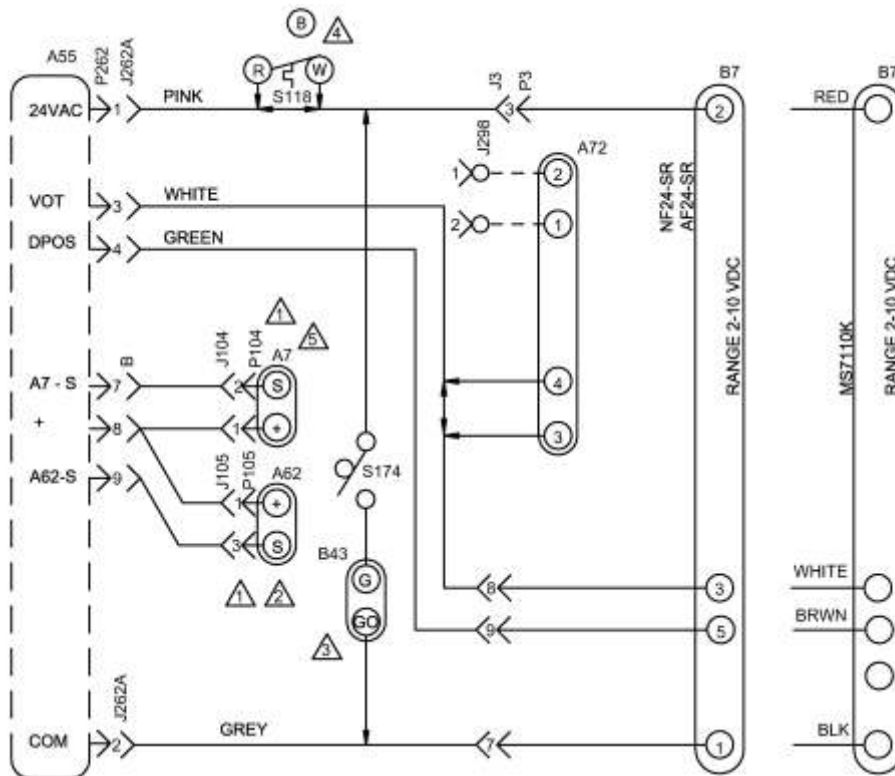 B
4
A55
P262
J262A
R
W
S118
J3
P3
B7
B7
24VAC
1
PINK
3
2
RED
J298
A72
1
2
2
1
NF24-SR
AF24-SR
VOT
3
WHITE
DPOS
4
GREEN
RANGE 2-10 VDC
MS7110K
RANGE 2-10 VDC
1
5
B
J104
P104
A7
A7 - S
7
2
S
4
+
8
1
+
3
A62-S
9
J105
P105
A62
S174
1
+
3
S
B43
1
2
G
GO
3
8
3
WHITE
9
5
BRWN
J262A
COM
2
GREY
7
1
BLK